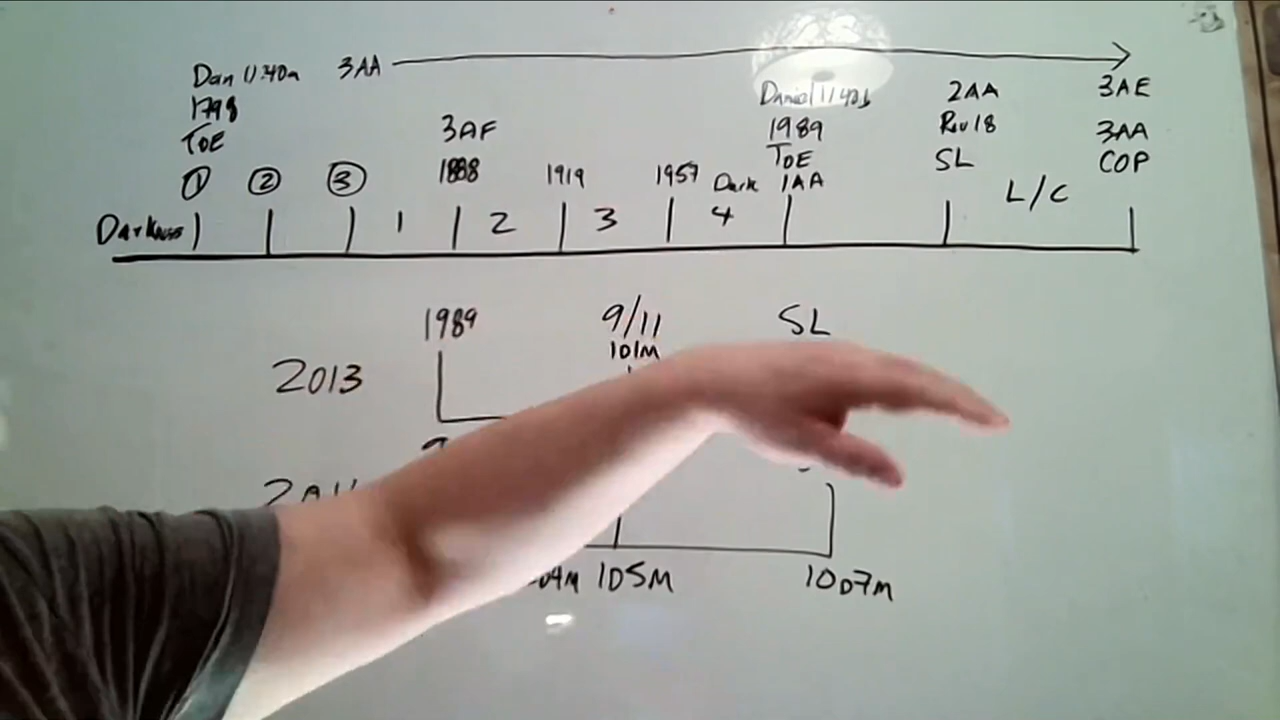 Dan 11:40a 3AA
1798
TOE
① ② ③
Darkness
1 2 3 4
3AF
1888
1919
1957
Dark
Daniel 11/40b
1989
TOE
1AA
2AA
Rev 18
SL
L/C
3AE
3AA
COP
1989 9/11 SL
101M
2013
105M 10D7M